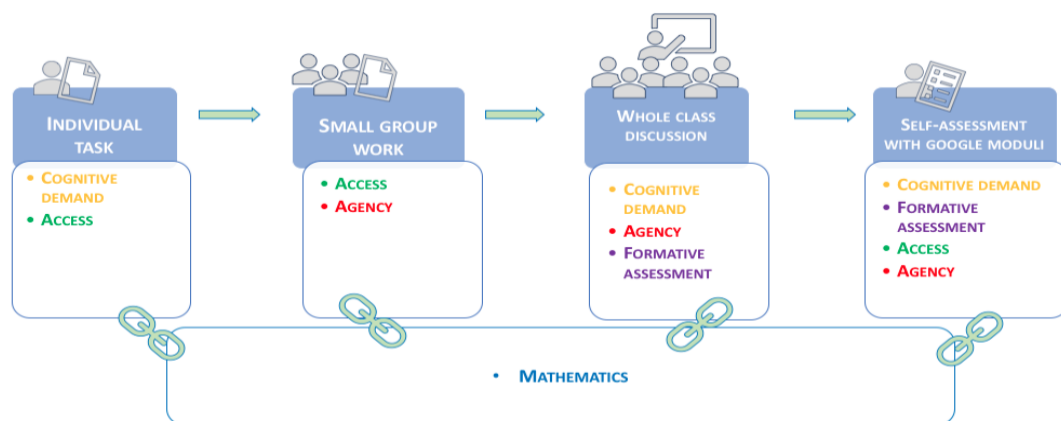 INDIVIDUAL
TASK
• COGNITIVE
DEMAND
• ACCESS
SMALL GROUP
WORK
• ACCESS
• AGENCY
WHOLE CLASS
DISCUSSION
• COGNITIVE
DEMAND
• AGENCY
• FORMATIVE
ASSESSMENT
SELF-ASSESSMENT
WITH GOOGLE MODULI
• COGNITIVE DEMAND
• FORMATIVE
ASSESSMENT
• ACCESS
• AGENCY
• MATHEMATICS